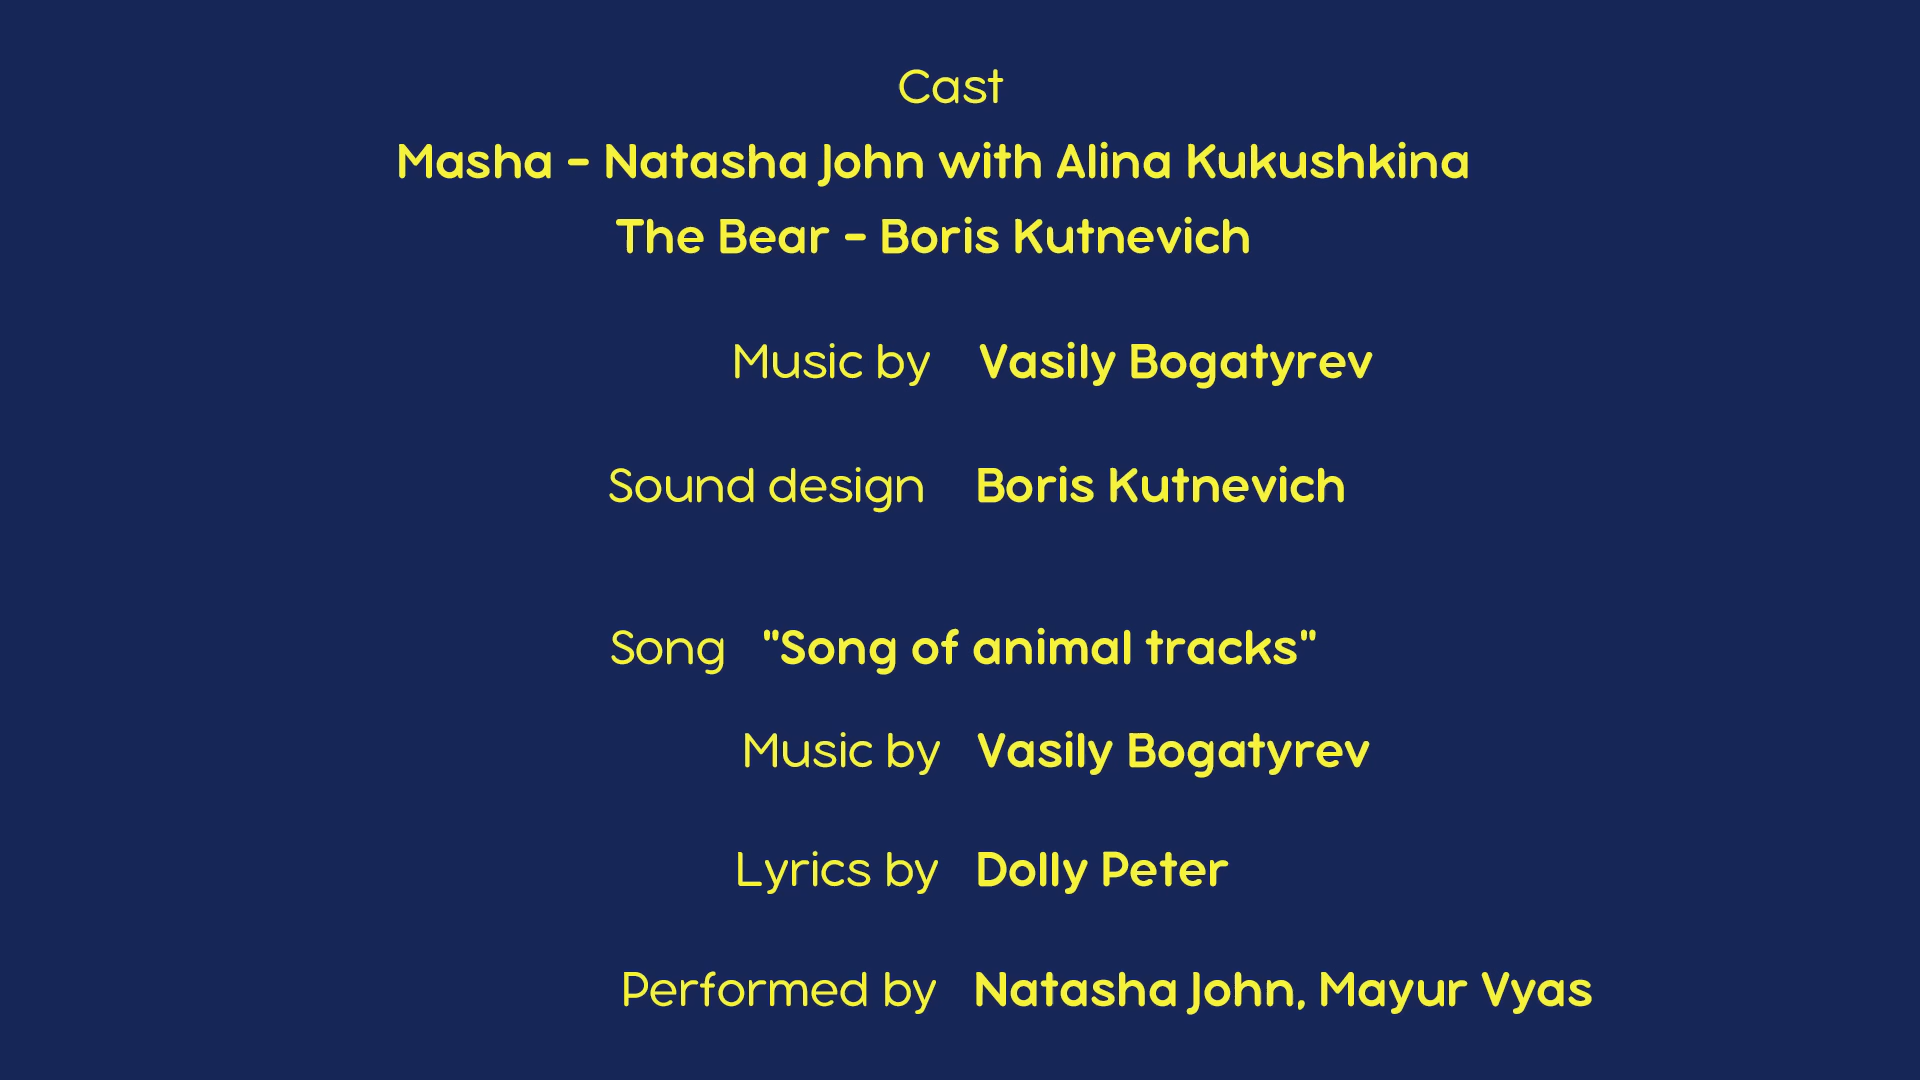 Cast
Masha - Natasha John with Alina Kukushkina
The Bear - Boris Kutnevich
Music by Vasily Bogatyrev
Sound design Boris Kutnevich
Song "Song of animal tracks"
Music by Vasily Bogatyrev
Lyrics by Dolly Peter
Performed by Natasha John, Mayur Vyas